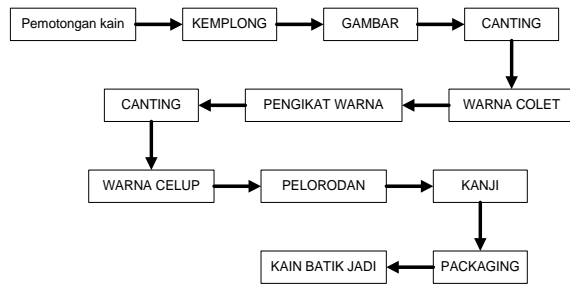 Pemotongan kain
KEMPLONG
GAMBAR
CANTING
WARNA COLET
PENGIKAT WARNA
CANTING
WARNA CELUP
PELORODAN
KANJI
PACKAGING
KAIN BATIK JADI